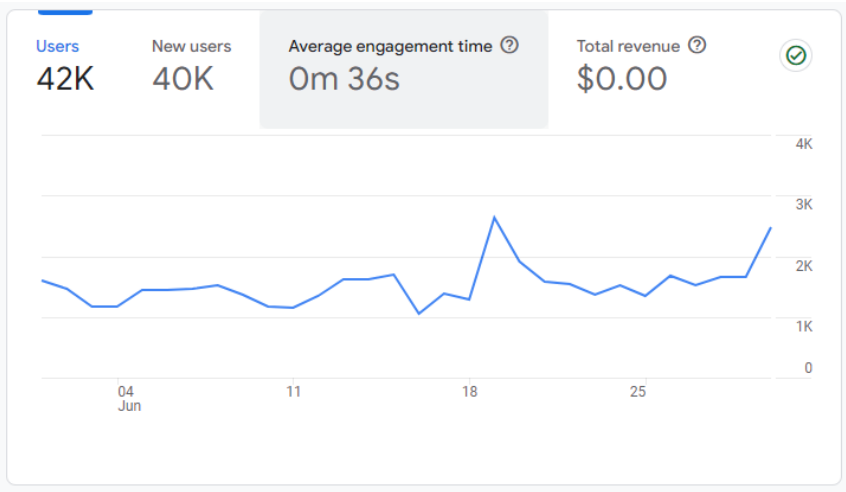 Users
42K
New users
40K
Average engagement time
0m 36s
Total revenue
$0.00
4K
3K
2K
1K
0
04
Jun
11
18
25